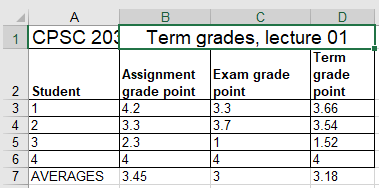 A B C D
1 CPSC 203 Term grades, lecture 01
Term
Assignment Exam grade grade
2 Student grade point point point
3 1 4.2 3.3 3.66
4 2 3.3 3.7 3.54
5 3 2.3 1 1.52
6 4 4 4 4
7 AVERAGES 3.45 3 3.18